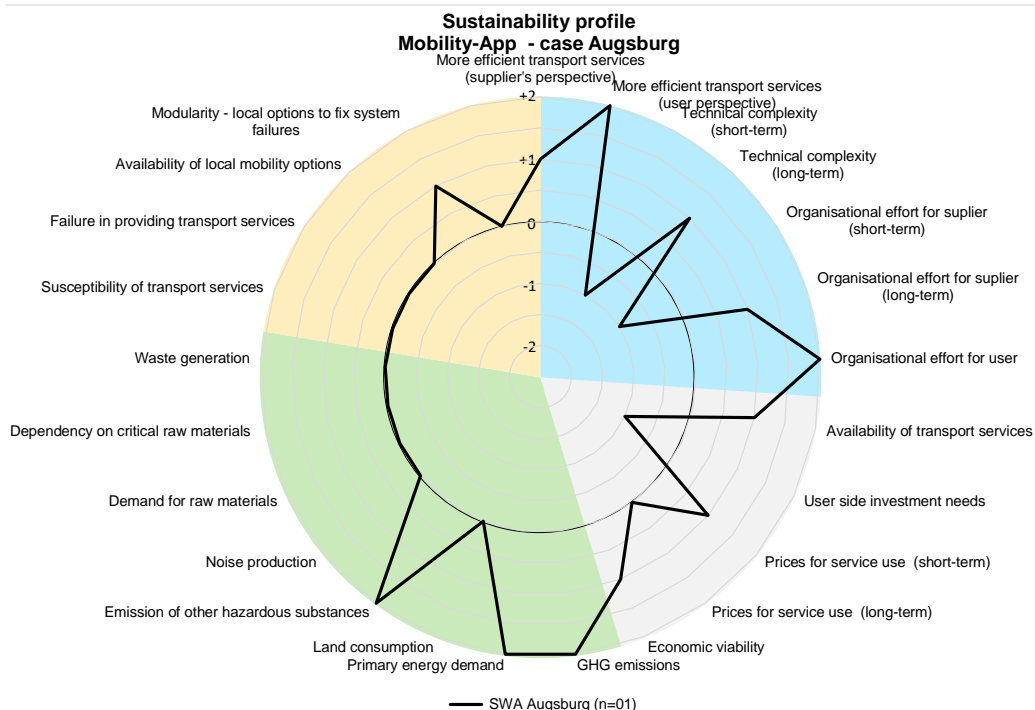 Sustainability profile
Mobility-App - case Augsburg
More efficient transport services
(supplier's perspective)
More efficient transport services
(user perspective)
Technical complexity
(short-term)
Technical complexity
(long-term)
Organisational effort for suplier
(short-term)
Organisational effort for suplier
(long-term)
Organisational effort for user
Availability of transport services
User side investment needs
Prices for service use (short-term)
Prices for service use (long-term)
Economic viability
GHG emissions
Primary energy demand
Land consumption
Emission of other hazardous substances
Noise production
Demand for raw materials
Dependency on critical raw materials
Waste generation
Susceptibility of transport services
Failure in providing transport services
Availability of local mobility options
Modularity - local options to fix system
failures
+2
+1
0
-1
-2
SWA Augsburg (n=01)